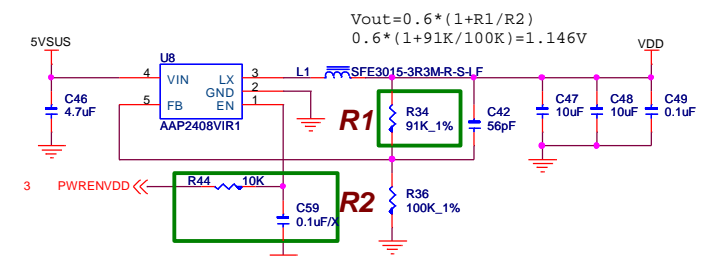 Vout=0.6*(1+R1/R2)
0.6*(1+91K/100K)=1.146V
5VSUS
VDD
U8
L1
SFE3015-3R3M-R-S-LF
4
VIN
LX
3
GND
2
5
FB
EN
1
AAP2408VIR1
C46
4.7uF
R1
R34
91K_1%
C42
56pF
C47
10uF
C48
10uF
C49
0.1uF
3
PWRENVDD
R44
10K
C59
0.1uF/X
R2
R36
100K_1%